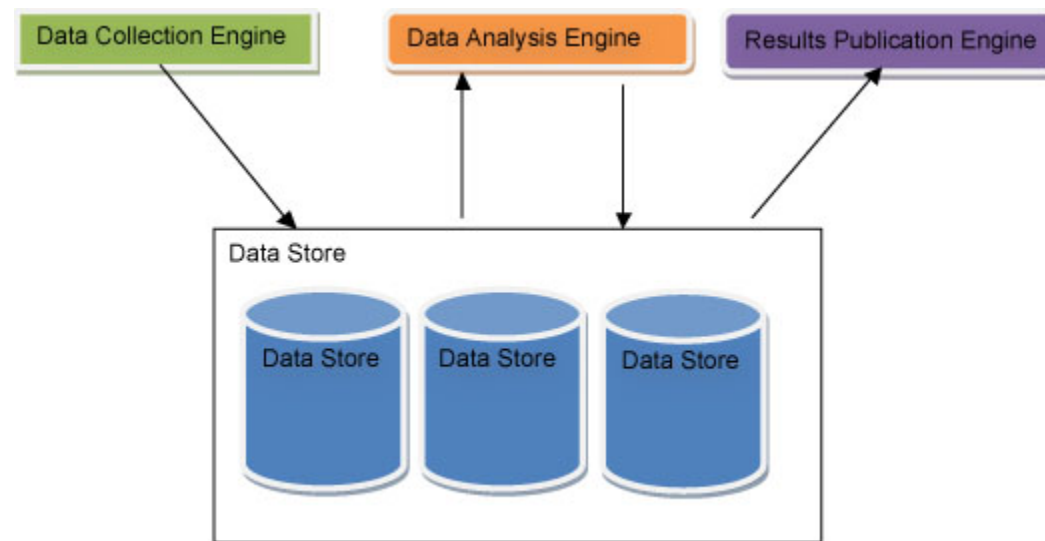 Data Collection Engine
Data Analysis Engine
Results Publication Engine
Data Store
Data Store
Data Store
Data Store